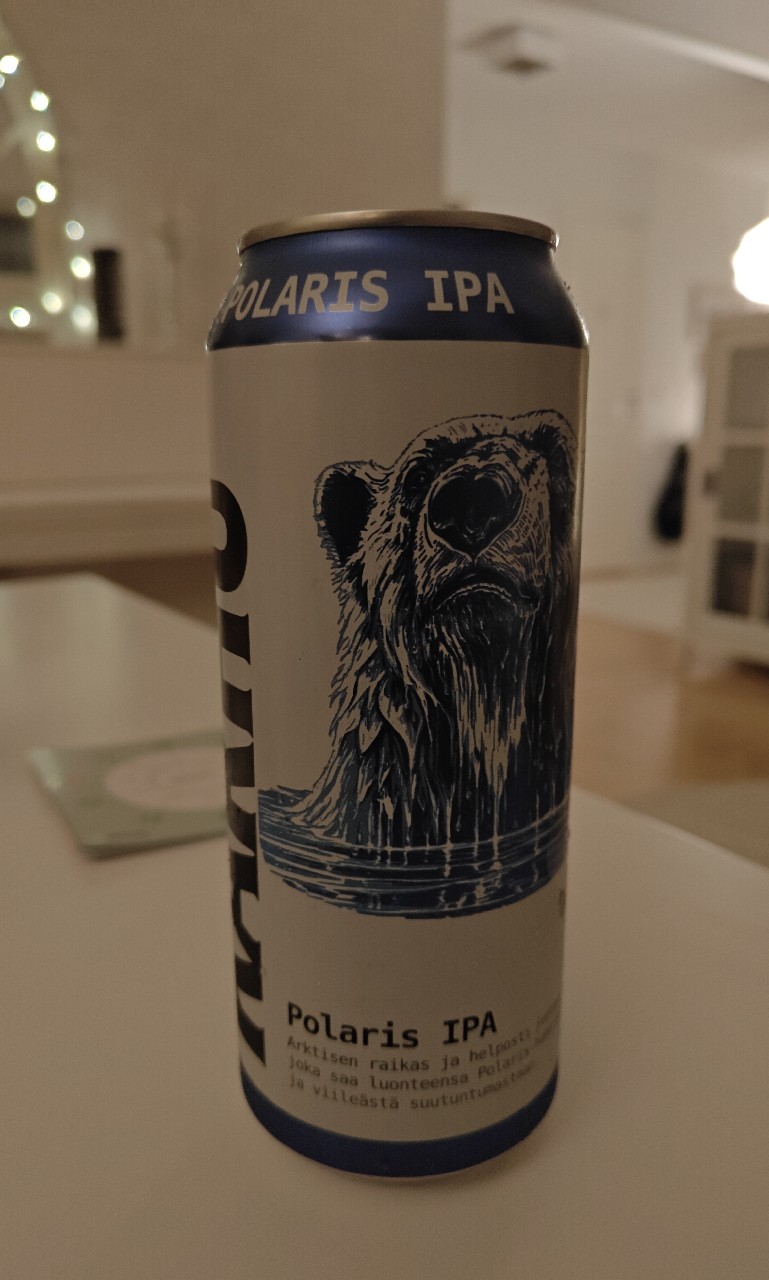 POLARIS IPA
Polaris IPA
Arktisen raikas ja helposti
joka saa luonteensa Polaris
ja viileästä suutuntumastaan